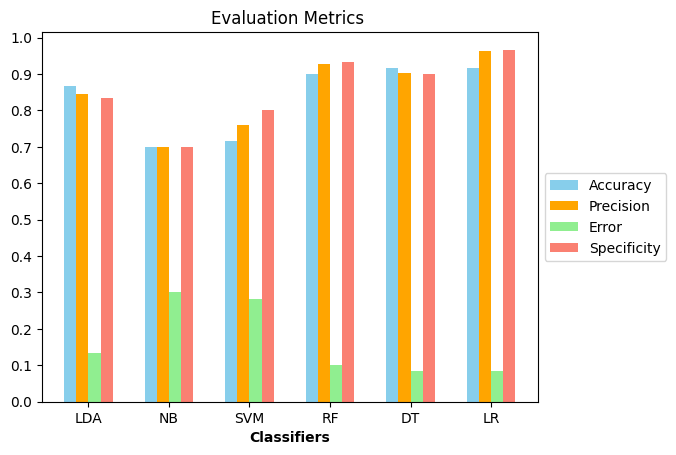 Evaluation Metrics
1.0
0.9
0.8
0.7
0.6
0.5
0.4
0.3
0.2
0.1
0.0
LDA NB SVM RF DT LR
Classifiers
Accuracy
Precision
Error
Specificity